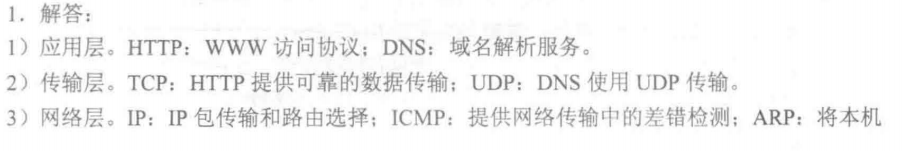 1．解答：
1）应用层。HTTP：WWW 访问协议；DNS：域名解析服务。
2）传输层。TCP：HTTP 提供可靠的数据传输；UDP：DNS 使用 UDP 传输。
3）网络层。IP：IP 包传输和路由选择；ICMP：提供网络传输中的差错检测；ARP：将本机